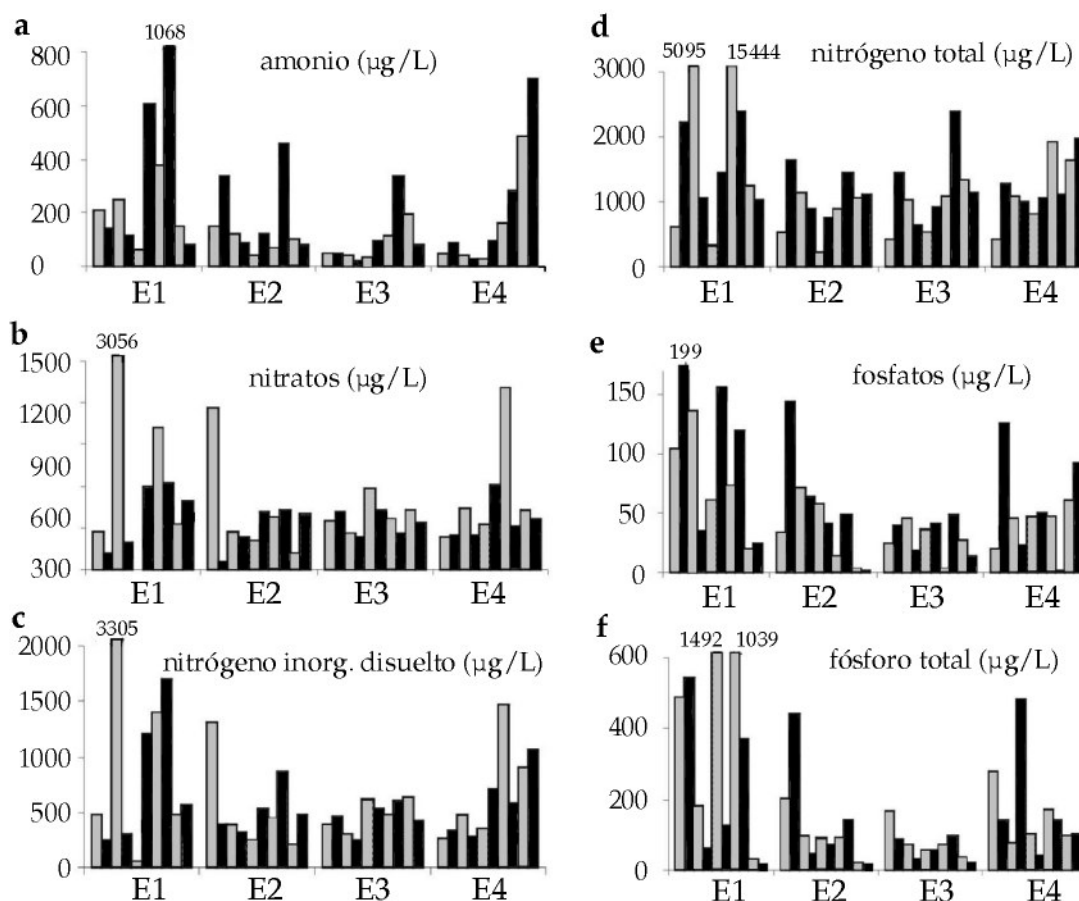 a
1068
amonio (µg/L)
800
600
400
200
0
E1 E2 E3 E4
b
3056
nitratos (µg/L)
1500
1200
900
600
300
E1 E2 E3 E4
c
3305
nitrógeno inorg. disuelto (µg/L)
2000
1500
1000
500
0
E1 E2 E3 E4
d
5095 15444
nitrógeno total (µg/L)
3000
2000
1000
0
E1 E2 E3 E4
e
199
fosfatos (µg/L)
150
100
50
0
E1 E2 E3 E4
f
1492 1039
fósforo total (µg/L)
600
400
200
0
E1 E2 E3 E4